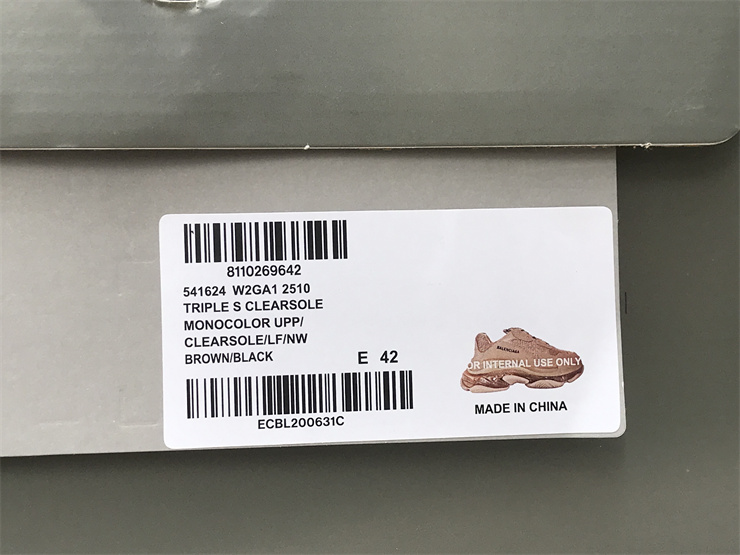 8110269642
541624 W2GA1 2510
TRIPLE S CLEARSOLE
MONOCOLOR UPP/
CLEARSOLE/LF/NW
BROWN/BLACK
E 42
ECBL200631C
BALENCIAGA
OR INTERNAL USE ONLY
MADE IN CHINA